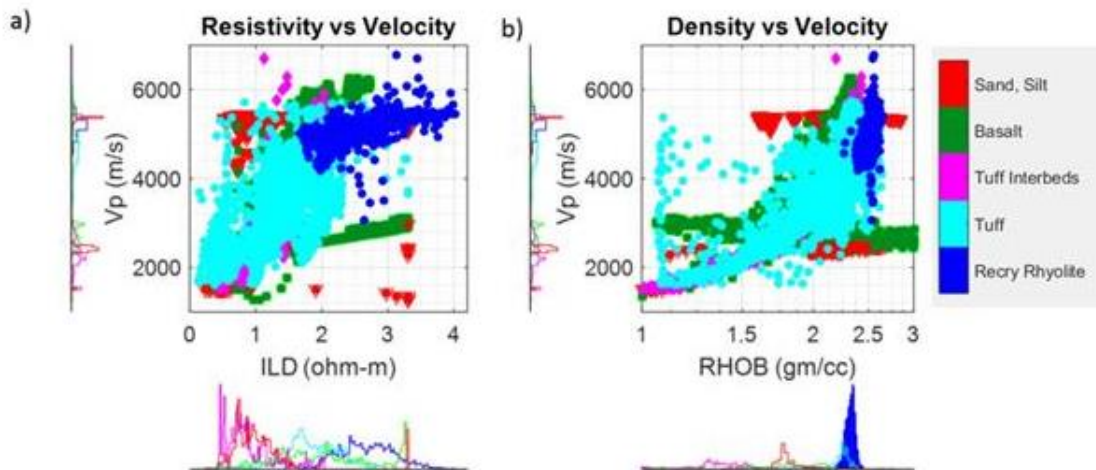 a)
Resistivity vs Velocity
Vp (m/s)
6000
4000
2000
0 1 2 3 4
ILD (ohm-m)
b)
Density vs Velocity
Vp (m/s)
6000
4000
2000
1 1.5 2 2.5 3
RHOB (gm/cc)
Sand, Silt
Basalt
Tuff Interbeds
Tuff
Recry Rhyolite